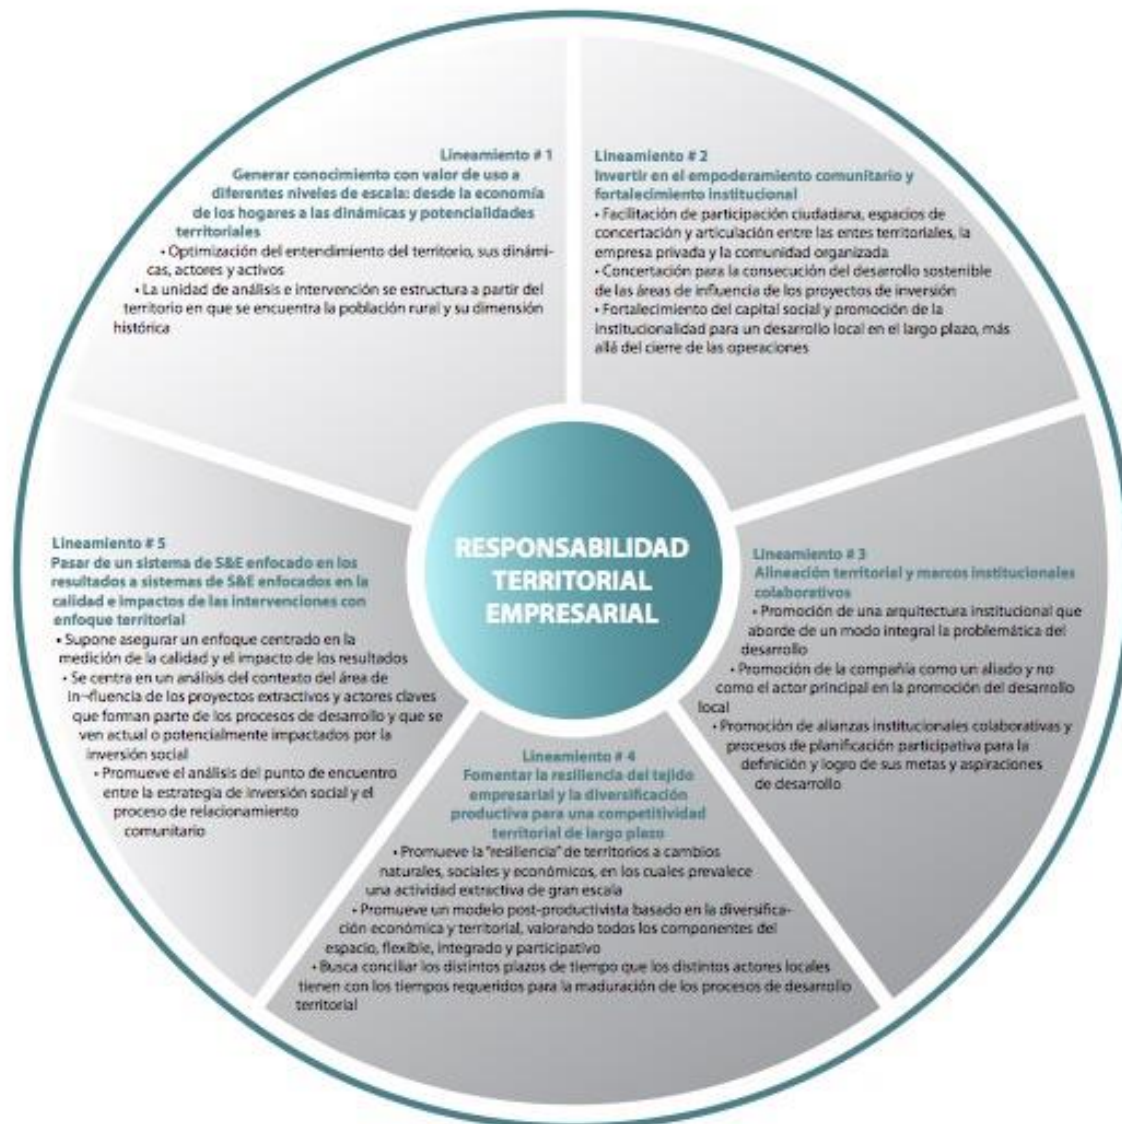 Lineamiento # 1
Generar conocimiento con valor de uso a
diferentes niveles de escala: desde la economía
de los hogares a las dinámicas y potencialidades
territoriales
• Optimización del entendimiento del territorio, sus dinámi-
cas, actores y activos
• La unidad de análisis e intervención se estructura a partir del
territorio en que se encuentra la población rural y su dimensión
histórica
Lineamiento # 2
Invertir en el empoderamiento comunitario y
fortalecimiento institucional
• Facilitación de participación ciudadana, espacios de
concertación y articulación entre las entes territoriales, la
empresa privada y la comunidad organizada
• Concertación para la consecución del desarrollo sostenible
de las áreas de influencia de los proyectos de inversión
• Fortalecimiento del capital social y promoción de la
institucionalidad para un desarrollo local en el largo plazo, más
allá del cierre de las operaciones
Lineamiento # 3
Alineación territorial y marcos institucionales
colaborativos
• Promoción de una arquitectura institucional que
aborde de un modo integral la problemática del
desarrollo
• Promoción de la compañía como un aliado y no
como el actor principal en la promoción del desarrollo
local
• Promoción de alianzas institucionales colaborativas y
procesos de planificación participativa para la
definición y logro de sus metas y aspiraciones
de desarrollo
Lineamiento # 4
Fomentar la resiliencia del tejido
empresarial y la diversificación
productiva para una competitividad
territorial de largo plazo
• Promueve la "resiliencia" de territorios a cambios
naturales, sociales y económicos, en los cuales prevalece
una actividad extractiva de gran escala
• Promueve un modelo post-productivista basado en la diversifica-
ción económica y territorial, valorando todos los componentes del
espacio, flexible, integrado y participativo
• Busca conciliar los distintos plazos de tiempo que los distintos actores locales
tienen con los tiempos requeridos para la maduración de los procesos de desarrollo
territorial
Lineamiento # 5
Pasar de un sistema de S&E enfocado en los
resultados a sistemas de S&E enfocados en la
calidad e impactos de las intervenciones con
enfoque territorial
• Supone asegurar un enfoque centrado en la
medición de la calidad y el impacto de los resultados
• Se centra en un análisis del contexto del área de
in¬fluencia de los proyectos extractivos y actores claves
que forman parte de los procesos de desarollo y que se
ven actual o potencialmente impactados por la
inversión social
• Promueve el análisis del punto de encuentro
entre la estrategia de inversión social y el
proceso de relacionamiento
comunitario
RESPONSABILIDAD
TERRITORIAL
EMPRESARIAL